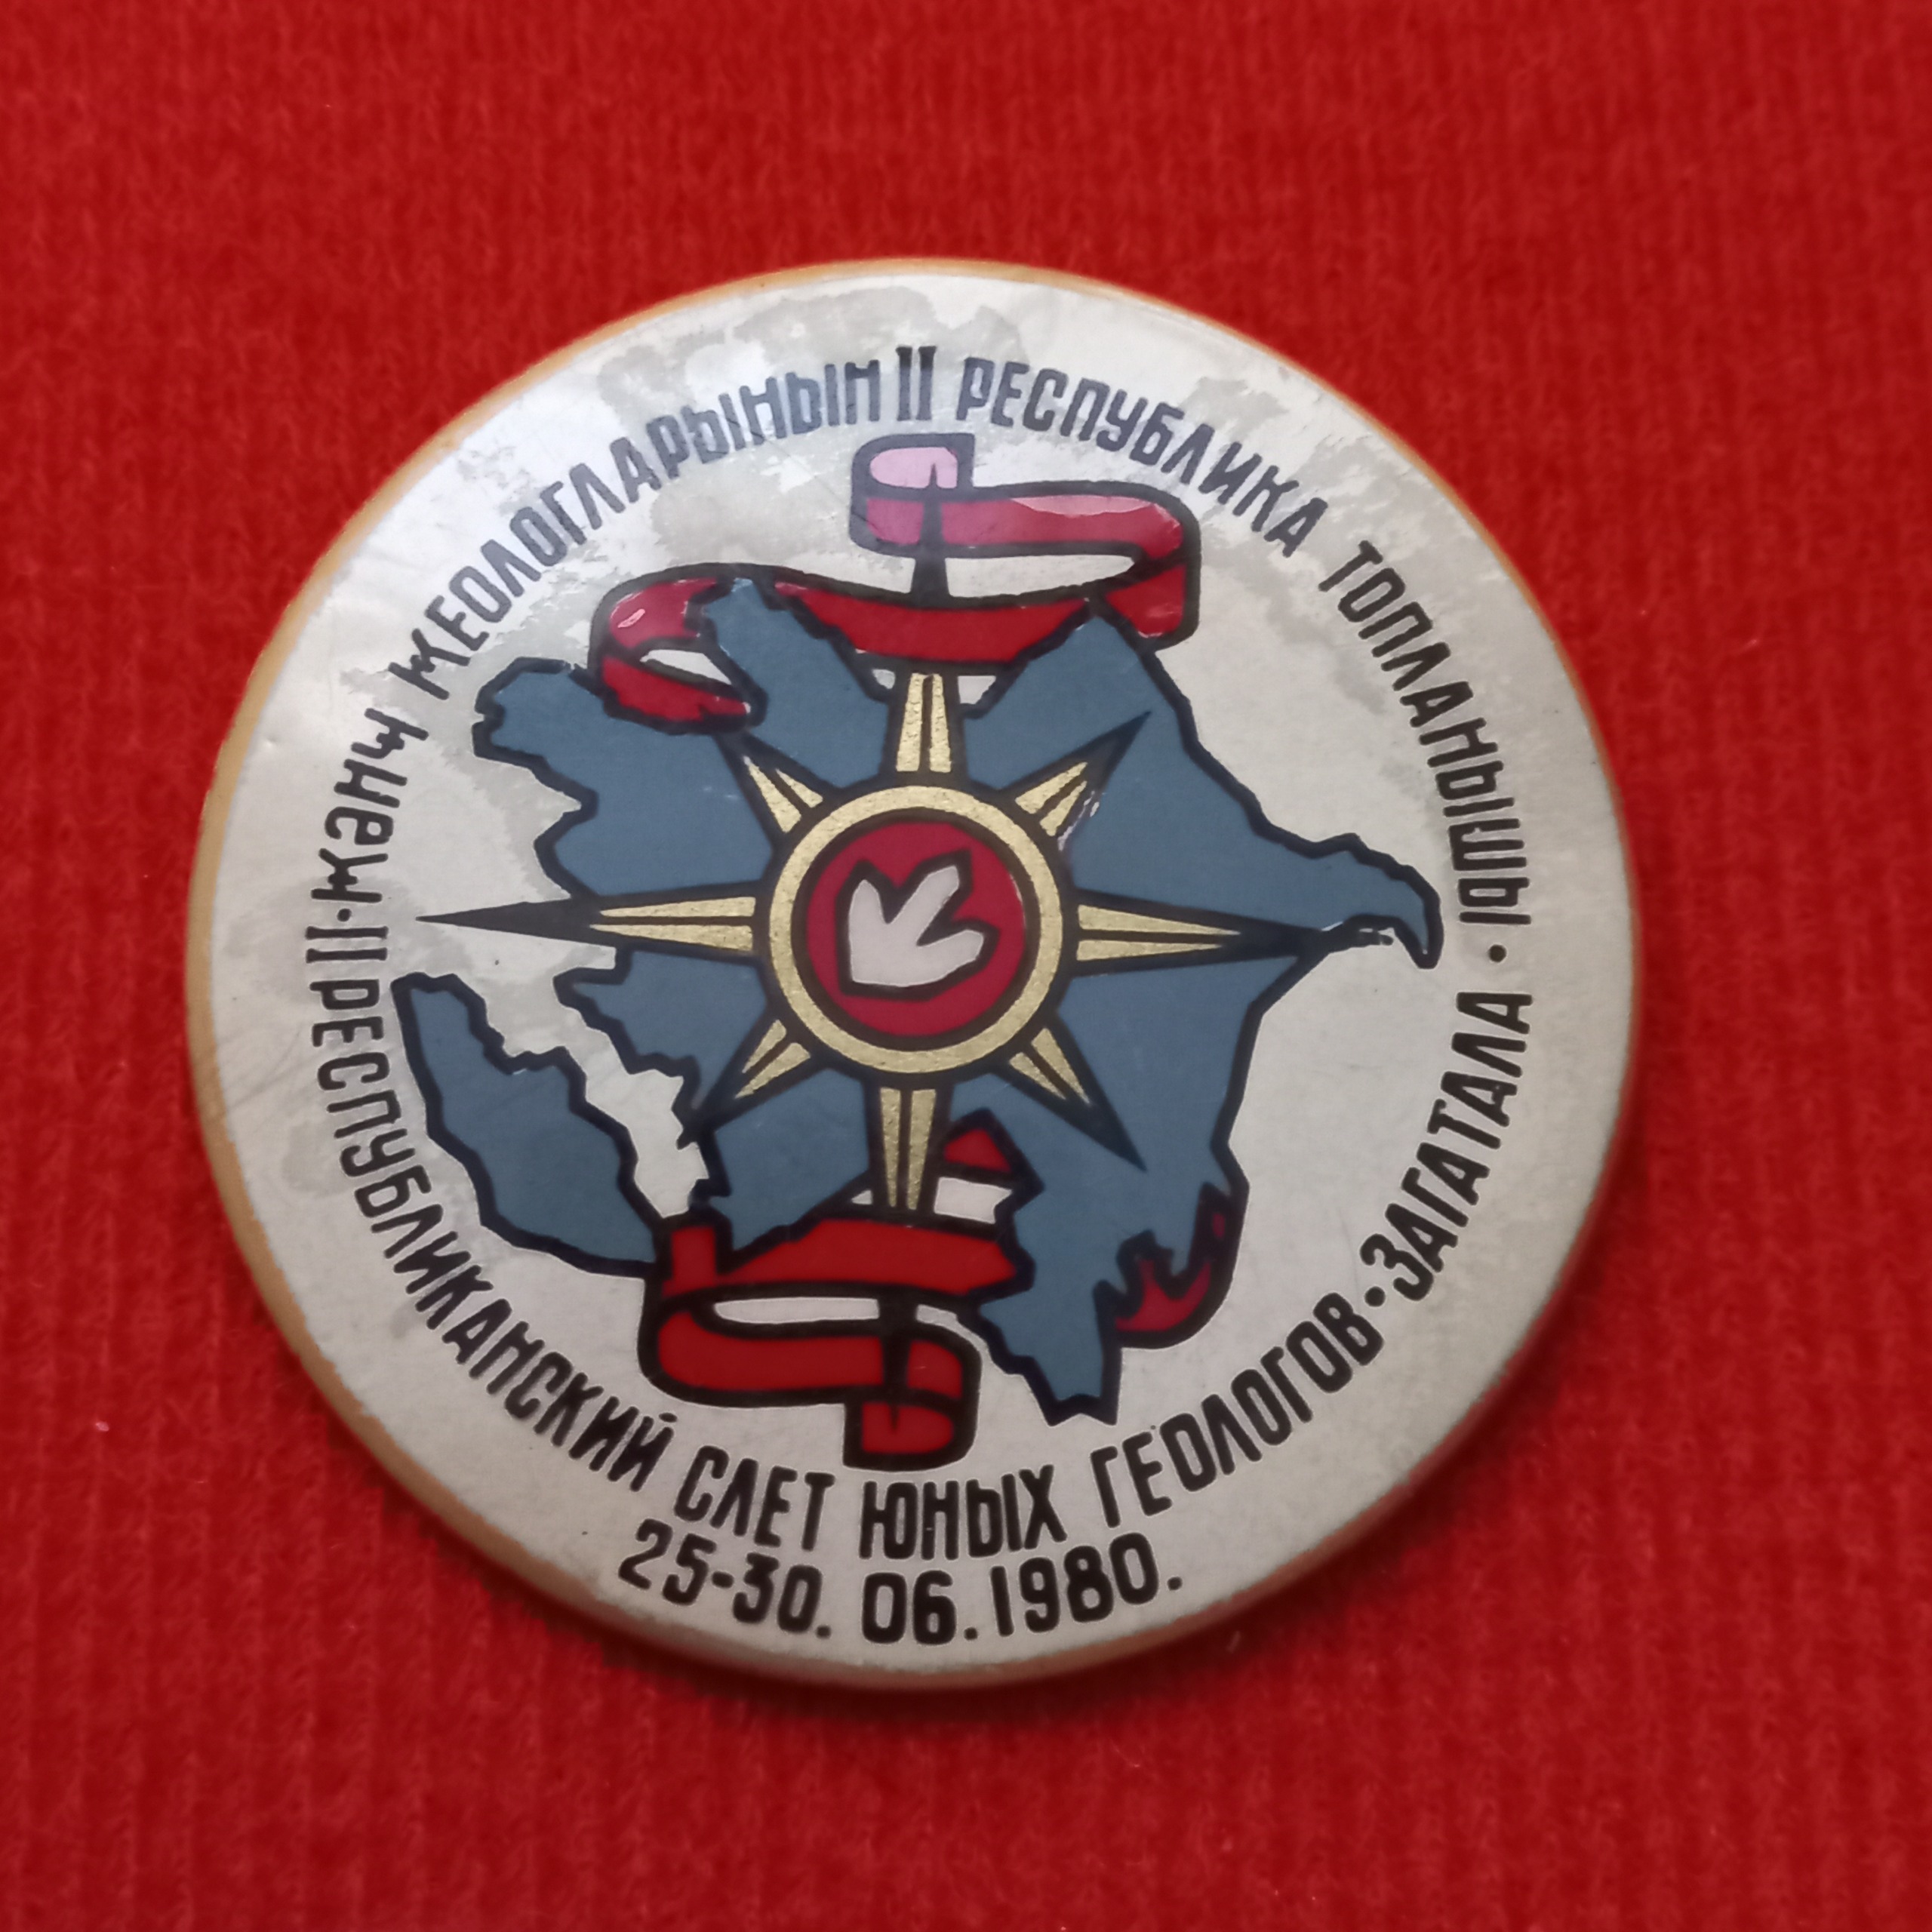 ҜӘНҸ ҜЕОЛОГЛАРЫНЫН II РЕСПУБЛИКА ТОПЛАНЫШЫ •
II РЕСПУБЛИКАНСКИЙ СЛЕТ ЮНЫХ ГЕОЛОГОВ • ЗАГАТАЛА •
25-30. 06. 1980.